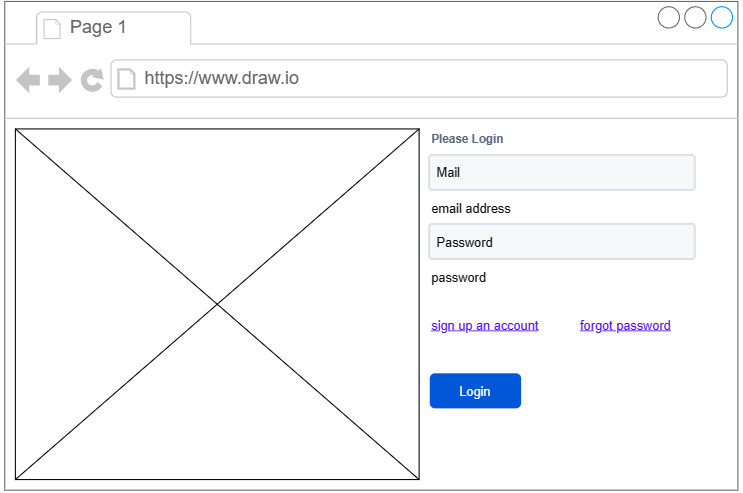 Page 1
https://www.draw.io
Please Login
Mail
email address
Password
password
sign up an account forgot password
Login